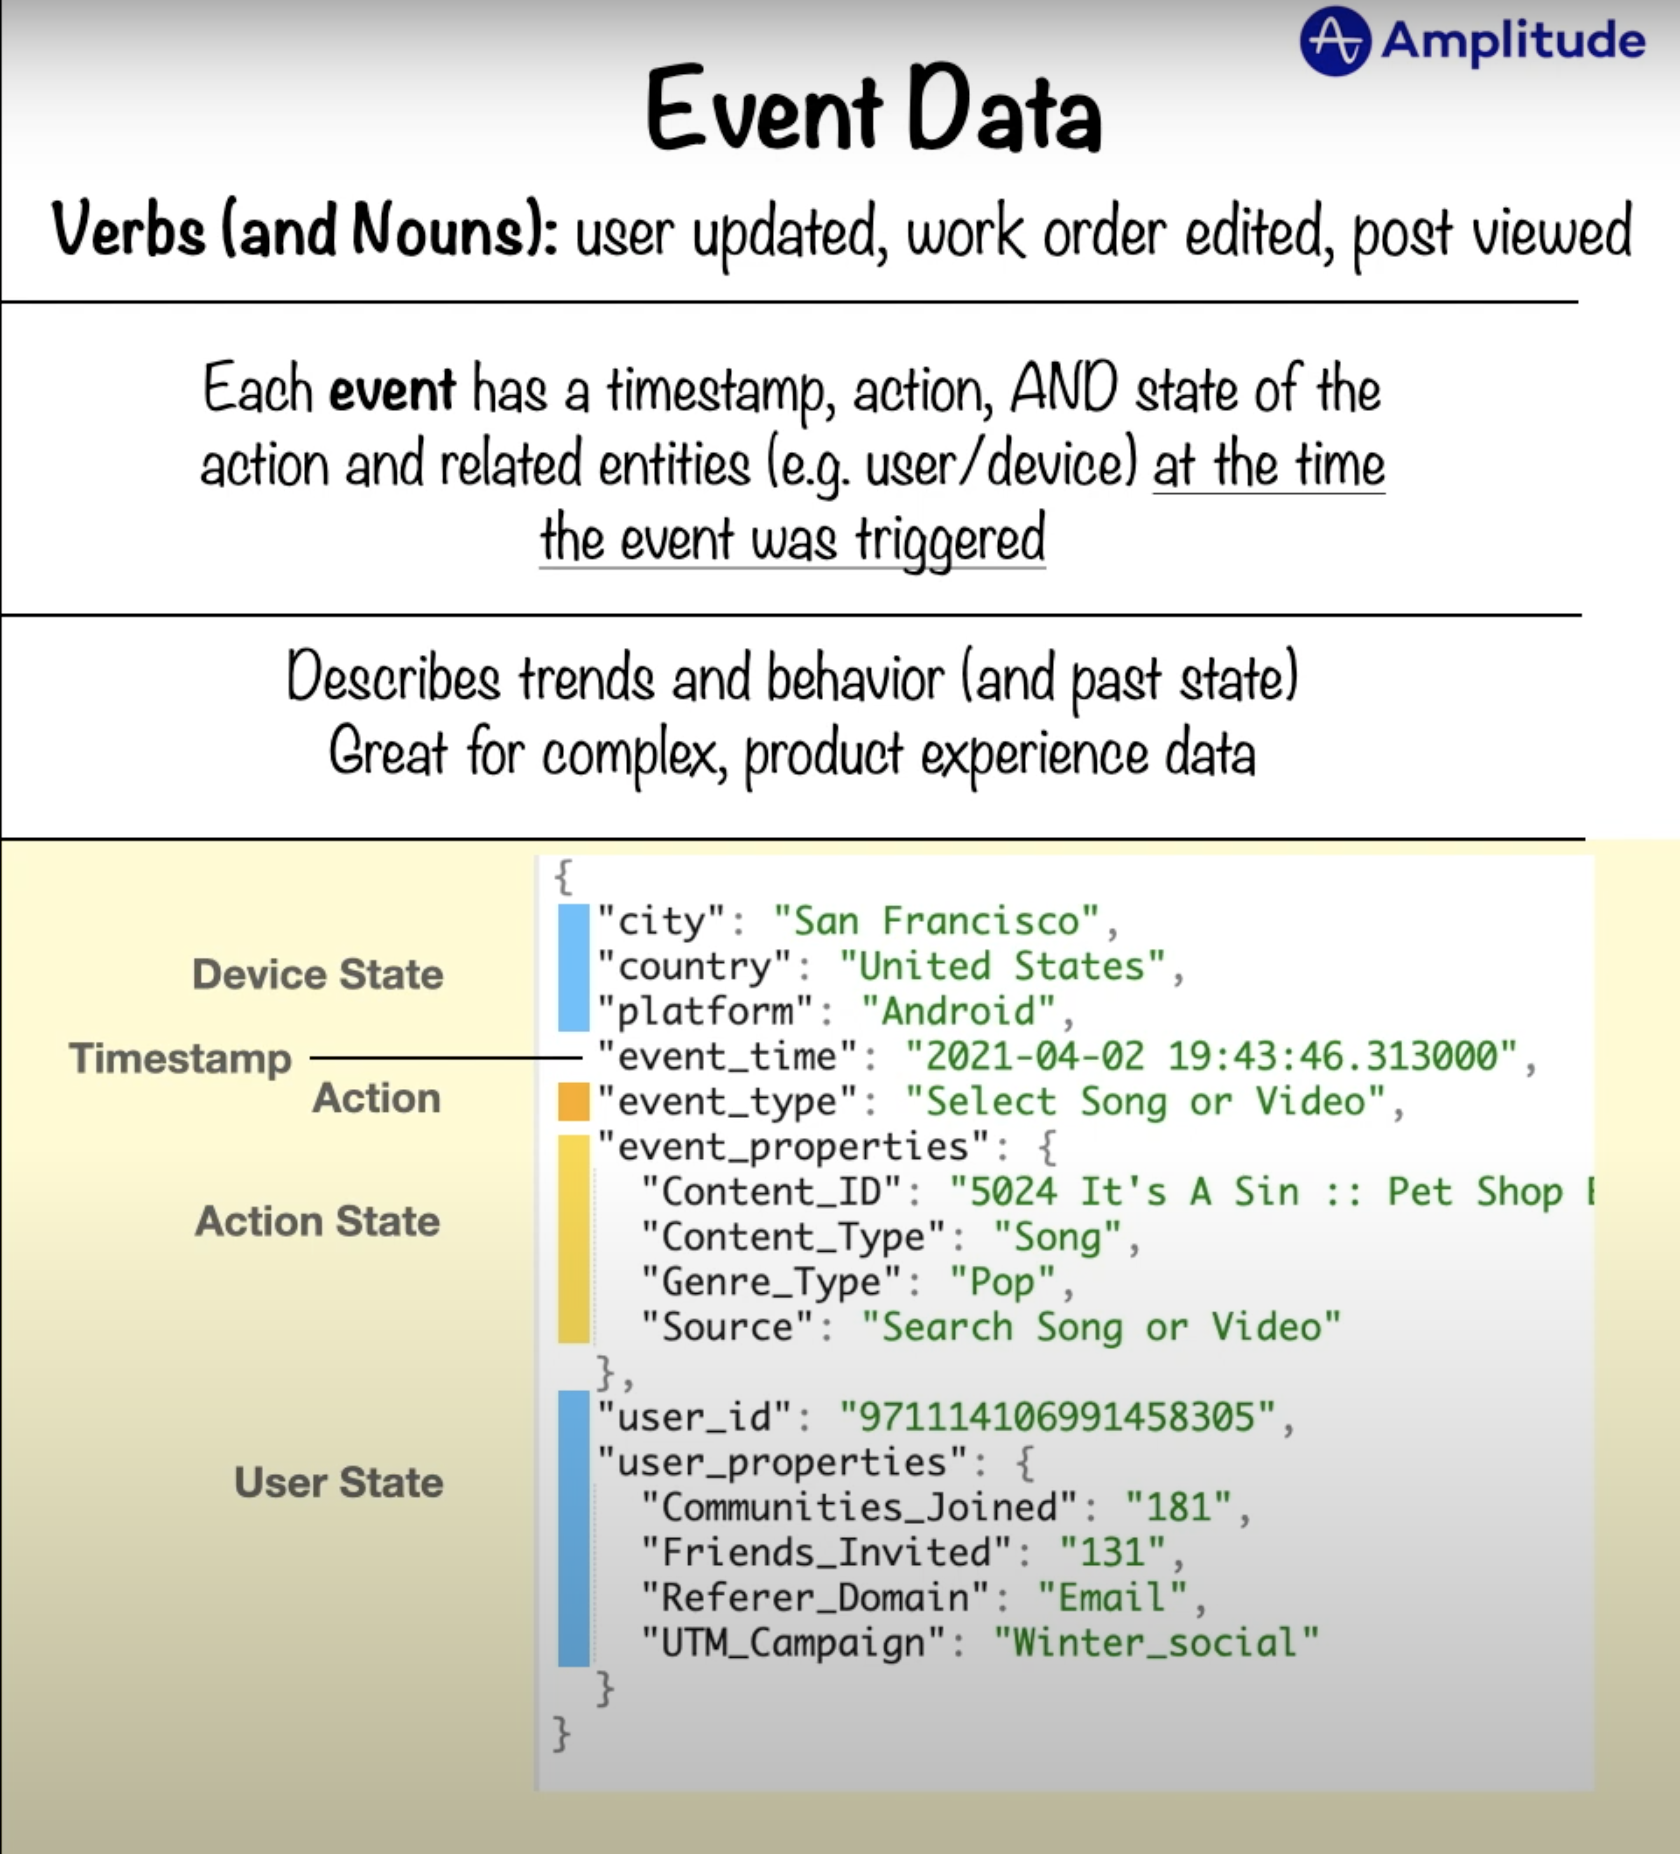 Amplitude
Event Data
Verbs (and Nouns): user updated, work order edited, post viewed
Each event has a timestamp, action, AND state of the
action and related entities (e.g. user/device) at the time
the event was triggered
Describes trends and behavior (and past state)
Great for complex, product experience data
{
Device State
"city": "San Francisco",
"country": "United States",
"platform": "Android",
Timestamp
"event_time": "2021-04-02 19:43:46.313000",
Action
"event_type": "Select Song or Video",
Action State
"event_properties": {
"Content_ID": "5024 It's A Sin :: Pet Shop
"Content_Type": "Song",
"Genre_Type": "Pop",
"Source": "Search Song or Video"
},
User State
"user_id": "971114106991458305",
"user_properties": {
"Communities_Joined": "181",
"Friends_Invited": "131",
"Referer_Domain": "Email",
"UTM_Campaign": "Winter_social"
}
}